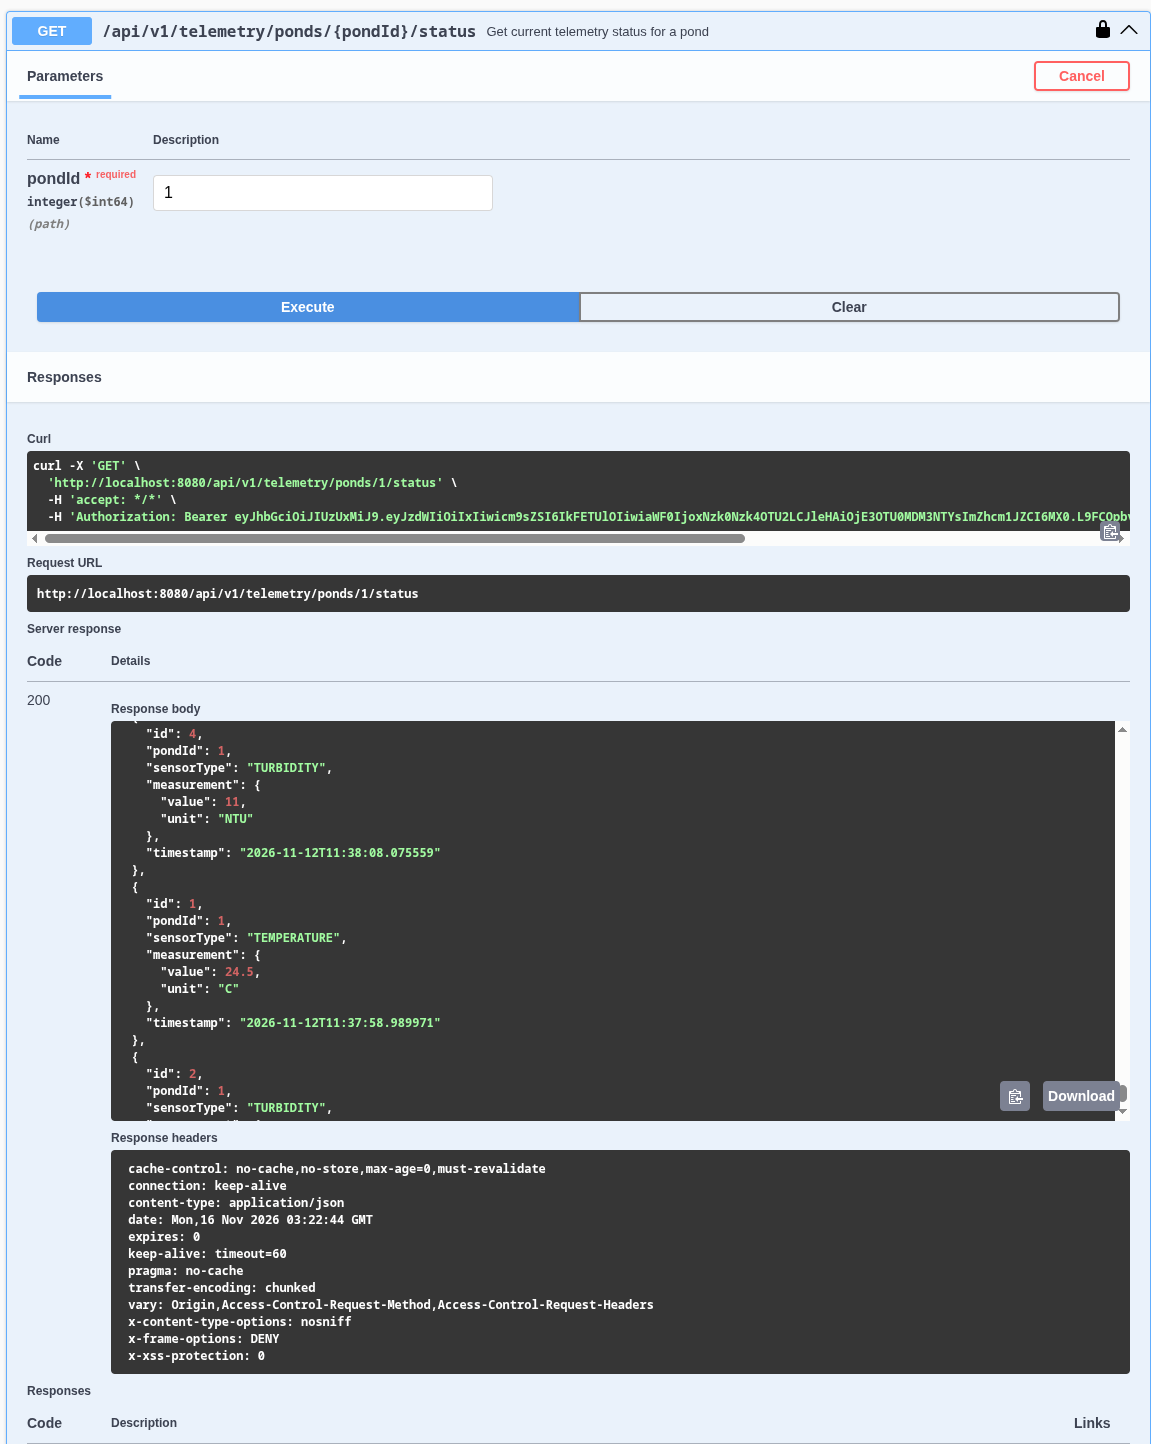 GET /api/v1/telemetry/ponds/{pondId}/status Get current telemetry status for a pond
Parameters
Cancel
Name Description
pondId * required
integer($int64)
(path)
1
Execute
Clear
Responses
Curl
curl -X 'GET' \
'http://localhost:8080/api/v1/telemetry/ponds/1/status' \
-H 'accept: */*' \
-H 'Authorization: Bearer
Request URL
http://localhost:8080/api/v1/telemetry/ponds/1/status
Server response
Code Details
200
Response body
{
"id": 4,
"pondId": 1,
"sensorType": "TURBIDITY",
"measurement": {
"value": 11,
"unit": "NTU"
},
"timestamp": "2026-11-12T11:38:08.075559"
},
{
"id": 1,
"pondId": 1,
"sensorType": "TEMPERATURE",
"measurement": {
"value": 24.5,
"unit": "C"
},
"timestamp": "2026-11-12T11:37:58.989971"
},
{
"id": 2,
"pondId": 1,
"sensorType": "TURBIDITY",
Download
Response headers
cache-control: no-cache,no-store,max-age=0,must-revalidate
connection: keep-alive
content-type: application/json
date: Mon,16 Nov 2026 03:22:44 GMT
expires: 0
keep-alive: timeout=60
pragma: no-cache
transfer-encoding: chunked
vary: Origin,Access-Control-Request-Method,Access-Control-Request-Headers
x-content-type-options: nosniff
x-frame-options: DENY
x-xss-protection: 0
Responses
Code Description Links